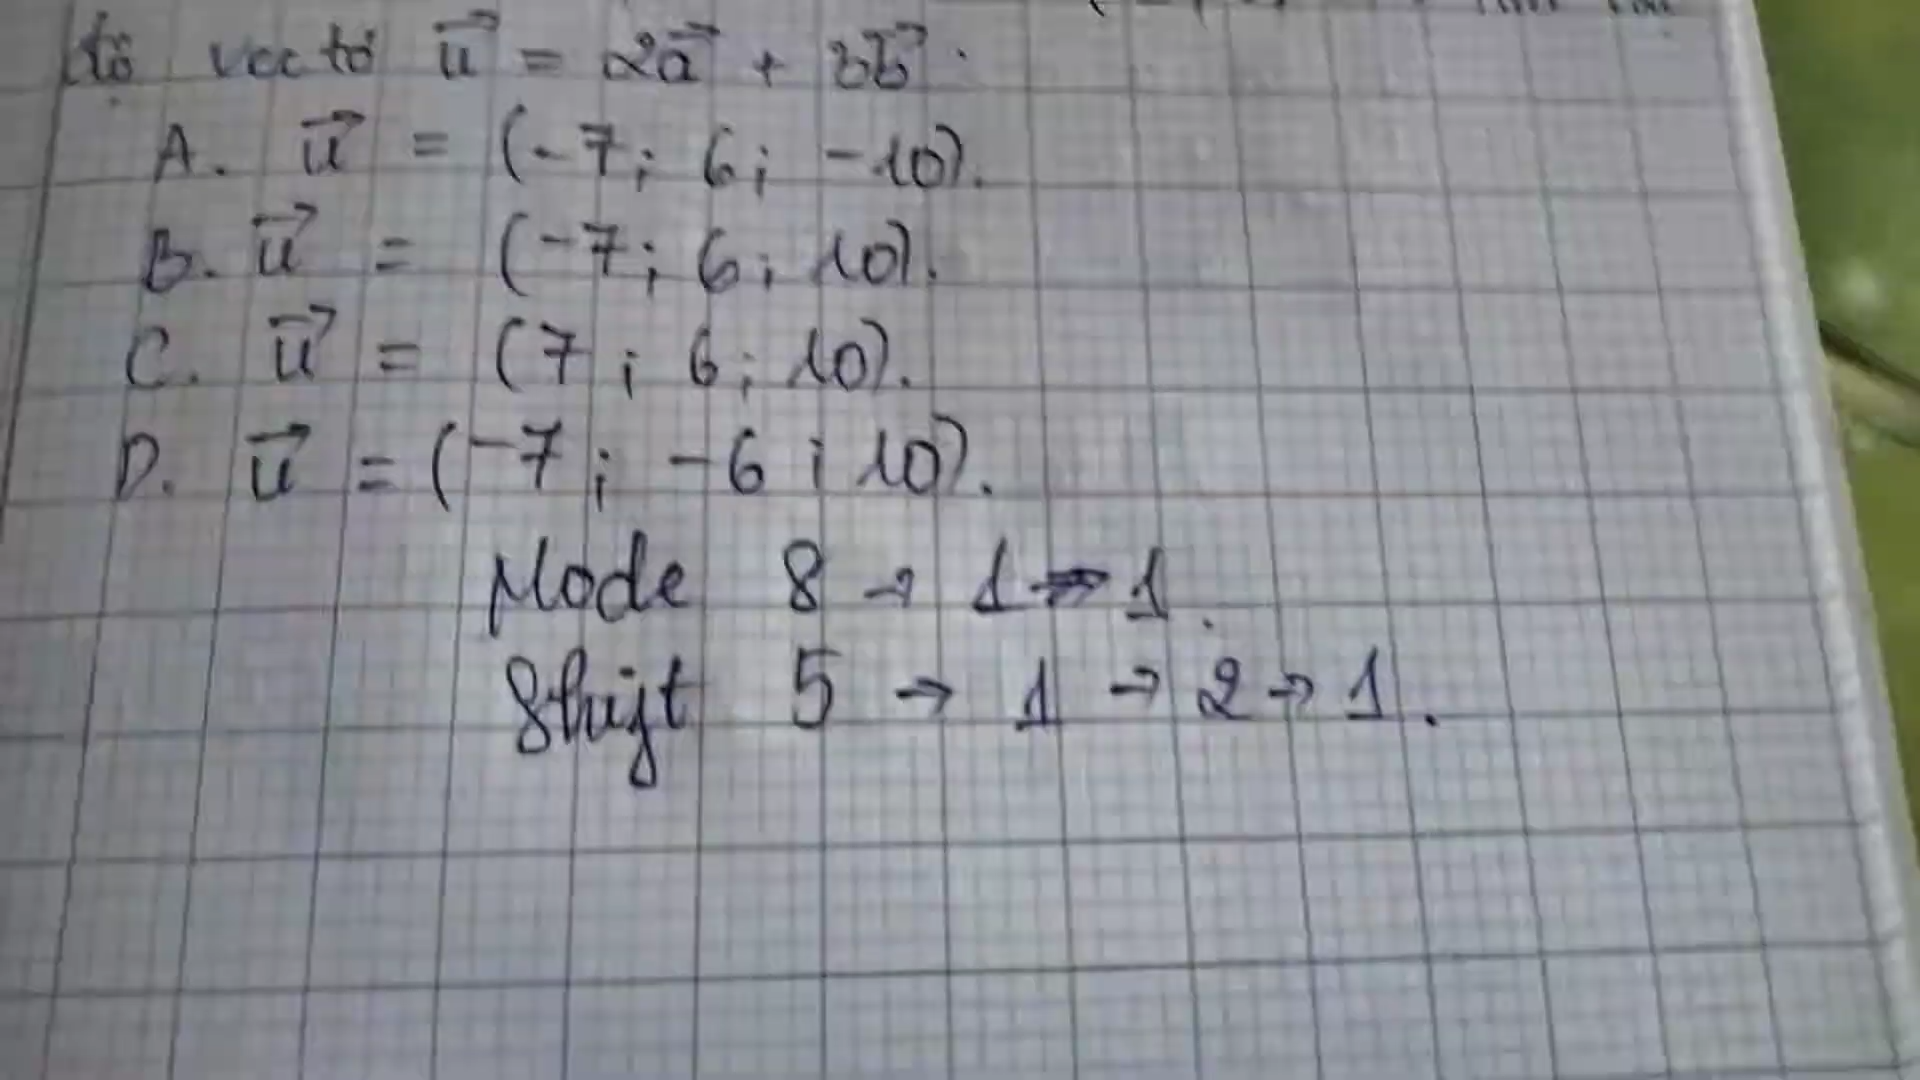 độ vectơ u⃗ = 2a⃗ + 3b⃗.
A. u⃗ = (-7; 6; -10).
B. u⃗ = (-7; 6; 10).
C. u⃗ = (7; 6; 10).
D. u⃗ = (-7; -6; 10).
Mode 8 → 1 → 1.
Shift 5 → 1 → 2 → 1.